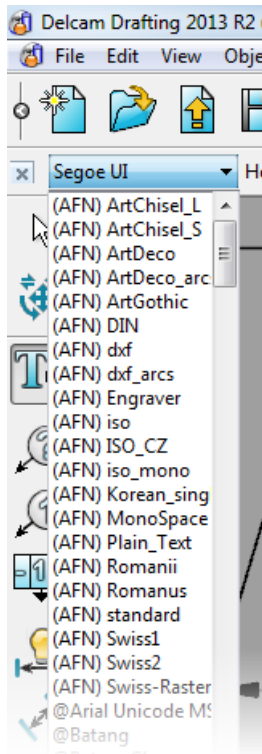 Delcam Drafting 2013 R2
File Edit View Obje
Segoe UI
(AFN) ArtChisel_L
(AFN) ArtChisel_S
(AFN) ArtDeco
(AFN) ArtDeco_arc
(AFN) ArtGothic
(AFN) DIN
(AFN) dxf
(AFN) dxf_arcs
(AFN) Engraver
(AFN) iso
(AFN) ISO_CZ
(AFN) iso_mono
(AFN) Korean_sing
(AFN) MonoSpace
(AFN) Plain_Text
(AFN) Romanii
(AFN) Romanus
(AFN) standard
(AFN) Swiss1
(AFN) Swiss2
(AFN) Swiss-Raster
@Arial Unicode MS
@Batang